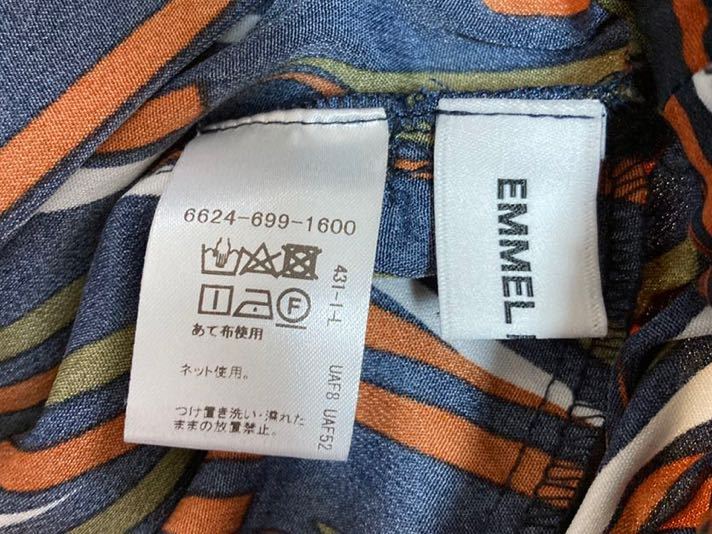 6624-699-1600
F
あて布使用
ネット使用。
つけ置き洗い・濡れた
ままの放置禁止。
UAF8 UAF52
EMMEL